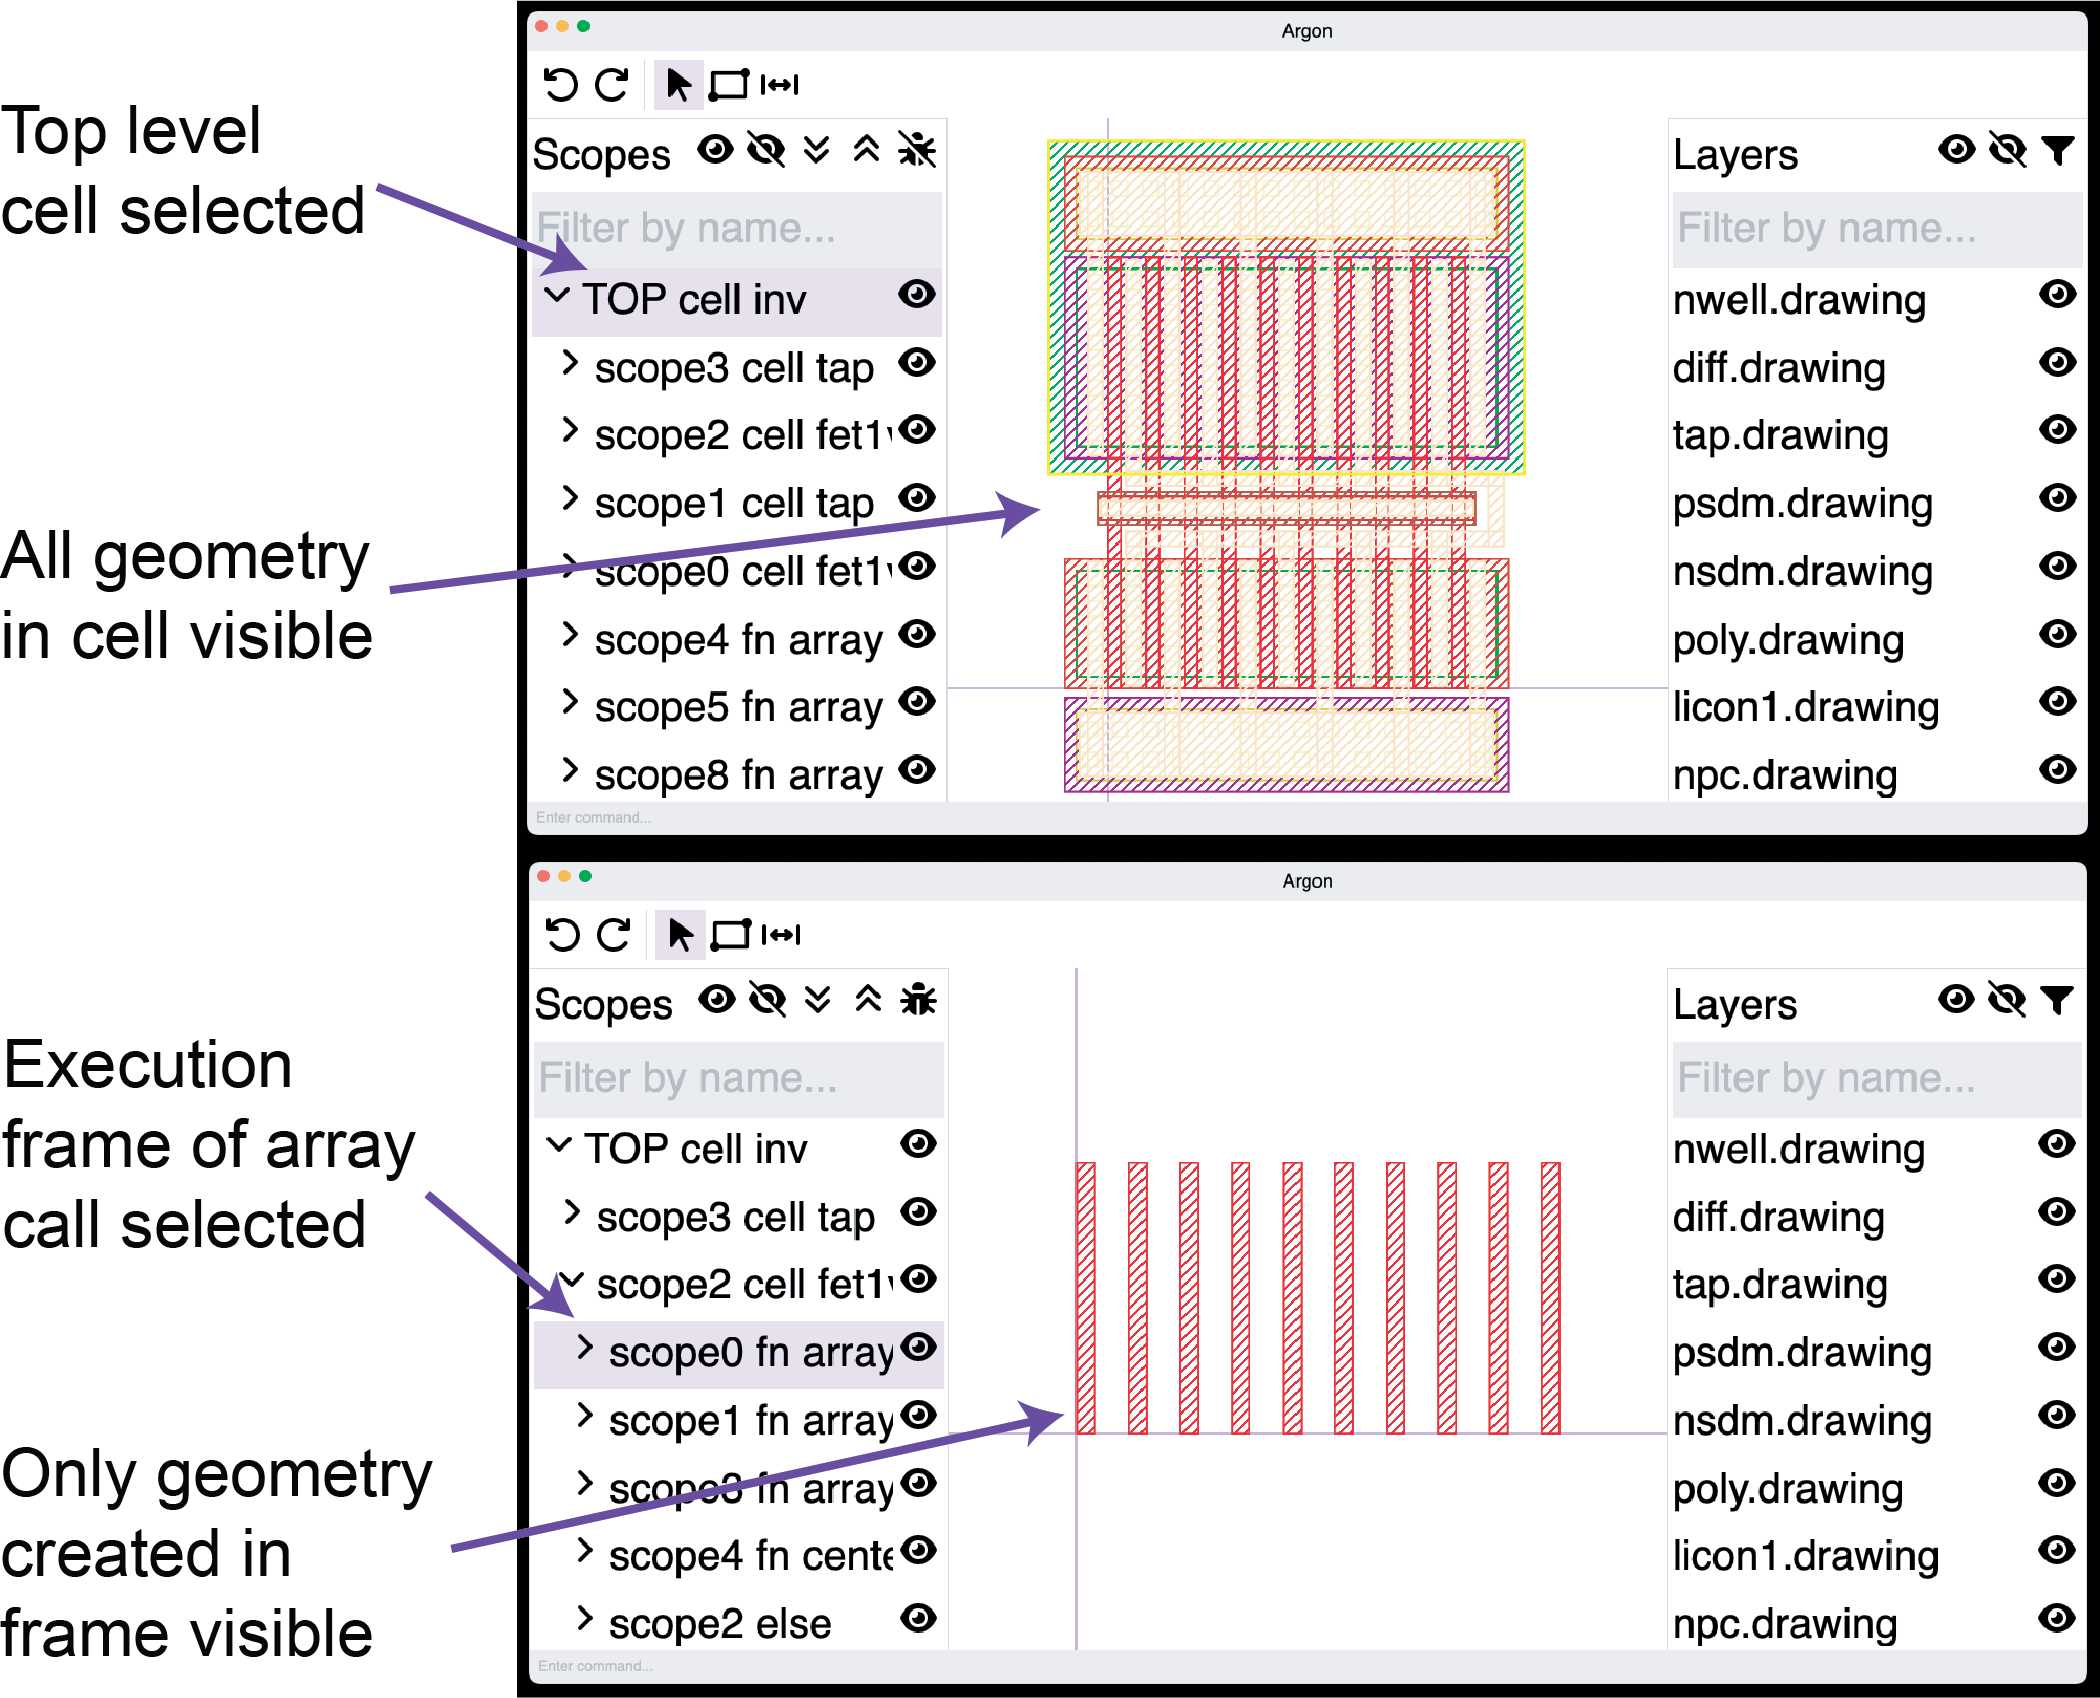 Top level
cell selected
All geometry
in cell visible
Execution
frame of array
call selected
Only geometry
created in
frame visible
Argon
Scopes
Filter by name...
TOP cell inv
scope3 cell tap
scope2 cell fet1
scope1 cell tap
scope0 cell fet1
scope4 fn array
scope5 fn array
scope8 fn array
Layers
Filter by name...
nwell.drawing
diff.drawing
tap.drawing
psdm.drawing
nsdm.drawing
poly.drawing
licon1.drawing
npc.drawing
Enter command...
Argon
Scopes
Filter by name...
TOP cell inv
scope3 cell tap
scope2 cell fet1
scope0 fn array
scope1 fn array
scope3 fn array
scope4 fn cente
scope2 else
Layers
Filter by name...
nwell.drawing
diff.drawing
tap.drawing
psdm.drawing
nsdm.drawing
poly.drawing
licon1.drawing
npc.drawing
Enter command...